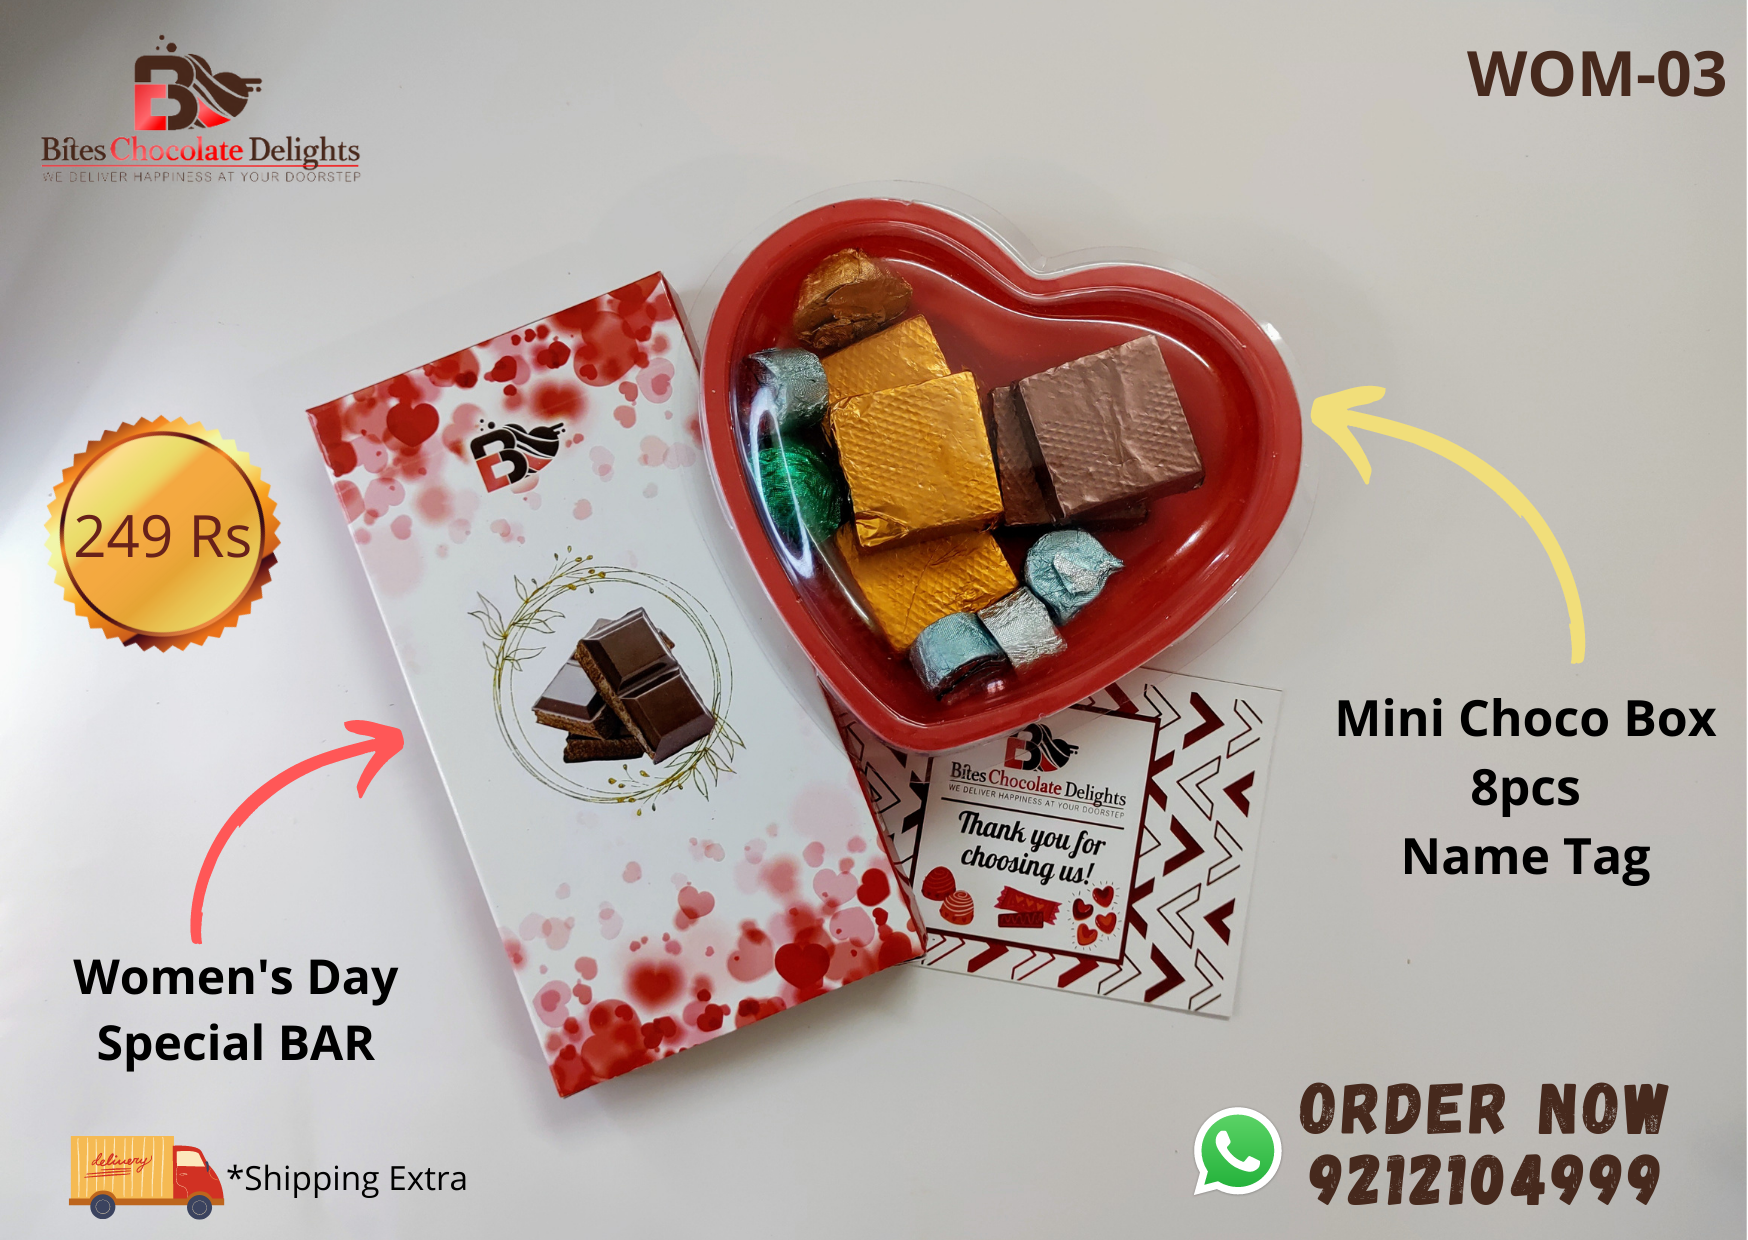 Bites Chocolate Delights
WE DELIVER HAPPINESS AT YOUR DOORSTEP
WOM-03
249 Rs
Mini Choco Box
8pcs
Name Tag
Bites Chocolate Delights
WE DELIVER HAPPINESS AT YOUR DOORSTEP
Thank you for
choosing us!
Women's Day
Special BAR
delivery
*Shipping Extra
ORDER NOW
9212104999